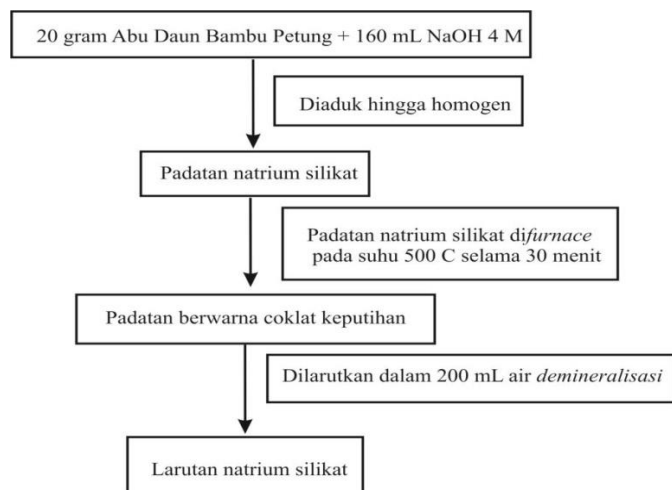 20 gram Abu Daun Bambu Petung + 160 mL NaOH 4 M
Diaduk hingga homogen
Padatan natrium silikat
Padatan natrium silikat difurnace
pada suhu 500 C selama 30 menit
Padatan berwarna coklat keputihan
Dilarutkan dalam 200 mL air demineralisasi
Larutan natrium silikat